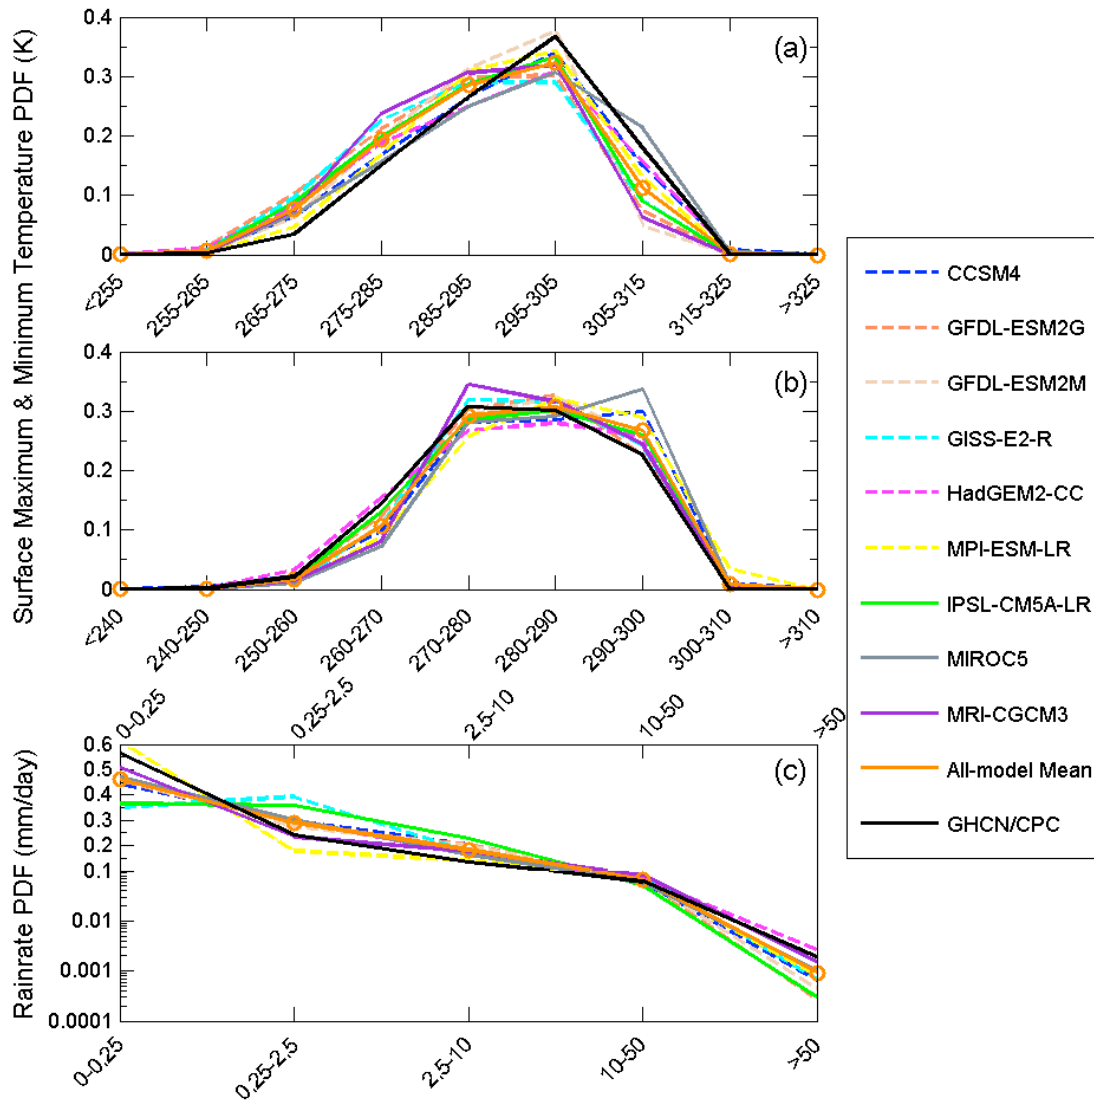 Surface Maximum & Minimum Temperature PDF (K)
0.4
0.3
0.2
0.1
0
(a)
<255
255-265
265-275
275-285
285-295
295-305
305-315
315-325
>325
0.4
0.3
0.2
0.1
0
(b)
<240
240-250
250-260
260-270
270-280
280-290
290-300
300-310
>310
0-0,25
0,25-2,5
2,5-10
10-50
>50
Rainrate PDF (mm/day)
0.6
0.5
0.4
0.3
0.2
0.1
0.01
0.001
0.0001
(c)
0-0,25
0,25-2,5
2,5-10
10-50
>50
CCSM4
GFDL-ESM2G
GFDL-ESM2M
GISS-E2-R
HadGEM2-CC
MPI-ESM-LR
IPSL-CM5A-LR
MIROC5
MRI-CGCM3
All-model Mean
GHCN/CPC